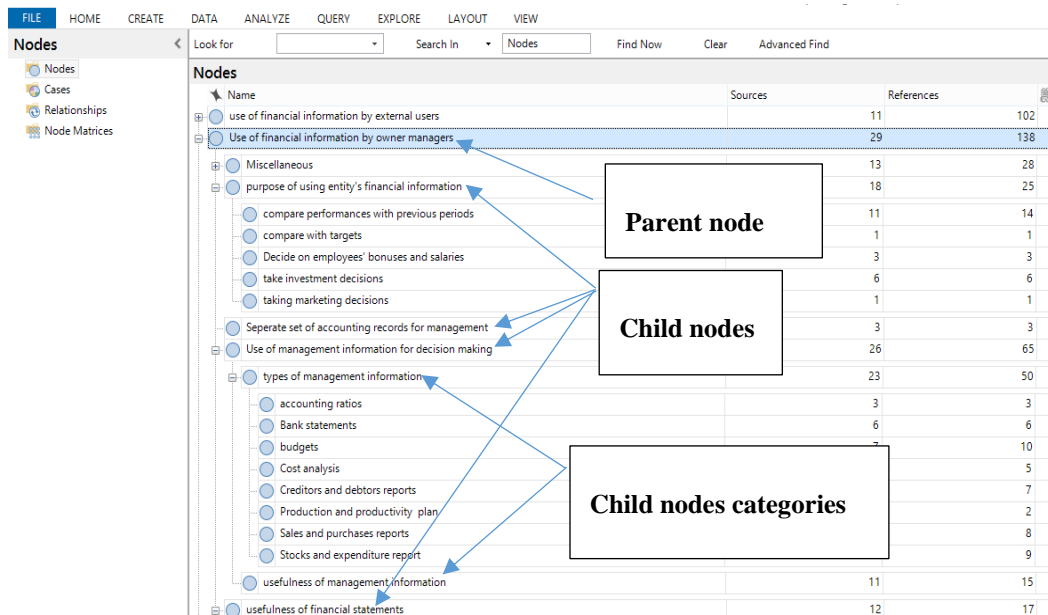 FILE HOME CREATE DATA ANALYZE QUERY EXPLORE LAYOUT VIEW
Nodes Look for Search In Nodes Find Now Clear Advanced Find
Nodes
Cases
Relationships
Node Matrices
Nodes
Name Sources References
use of financial information by external users 11 102
Use of financial information by owner managers 29 138
Miscellaneous 13 28
purpose of using entity's financial information 18 25
compare performances with previous periods 11 14
compare with targets 1 1
Decide on employees' bonuses and salaries 3 3
take investment decisions 6 6
taking marketing decisions 1 1
Seperate set of accounting records for management 3 3
Use of management information for decision making 26 65
types of management information 23 50
accounting ratios 3 3
Bank statements 6 6
budgets 10
Cost analysis 5
Creditors and debtors reports 7
Production and productivity plan 2
Sales and purchases reports 8
Stocks and expenditure report 9
usefulness of management information 11 15
usefulness of financial statements 12 17
Parent node
Child nodes
Child nodes categories